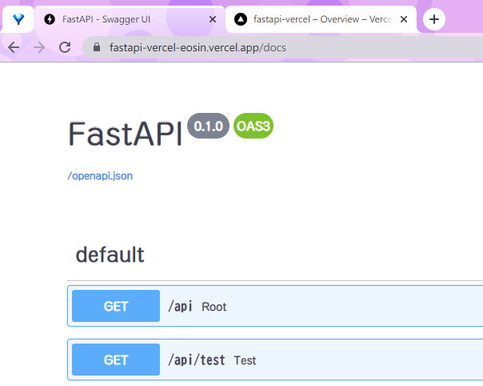 FastAPI - Swagger UI
fastapi-vercel – Overview – Verce
fastapi-vercel-eosin.vercel.app/docs
FastAPI 0.1.0 OAS3
/openapi.json
default
GET /api Root
GET /api/test Test